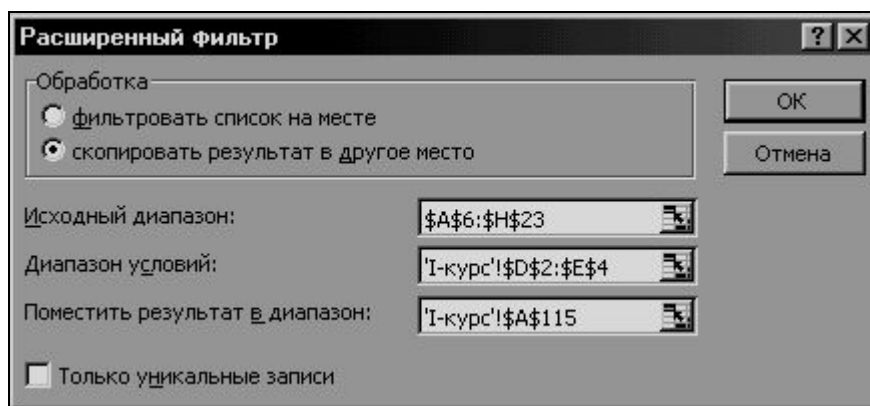 Расширенный фильтр
Обработка
фильтровать список на месте
скопировать результат в другое место
ОК
Отмена
Исходный диапазон: $A$6:$H$23
Диапазон условий: 'I-курс'!$D$2:$E$4
Поместить результат в диапазон: 'I-курс'!$A$115
Только уникальные записи